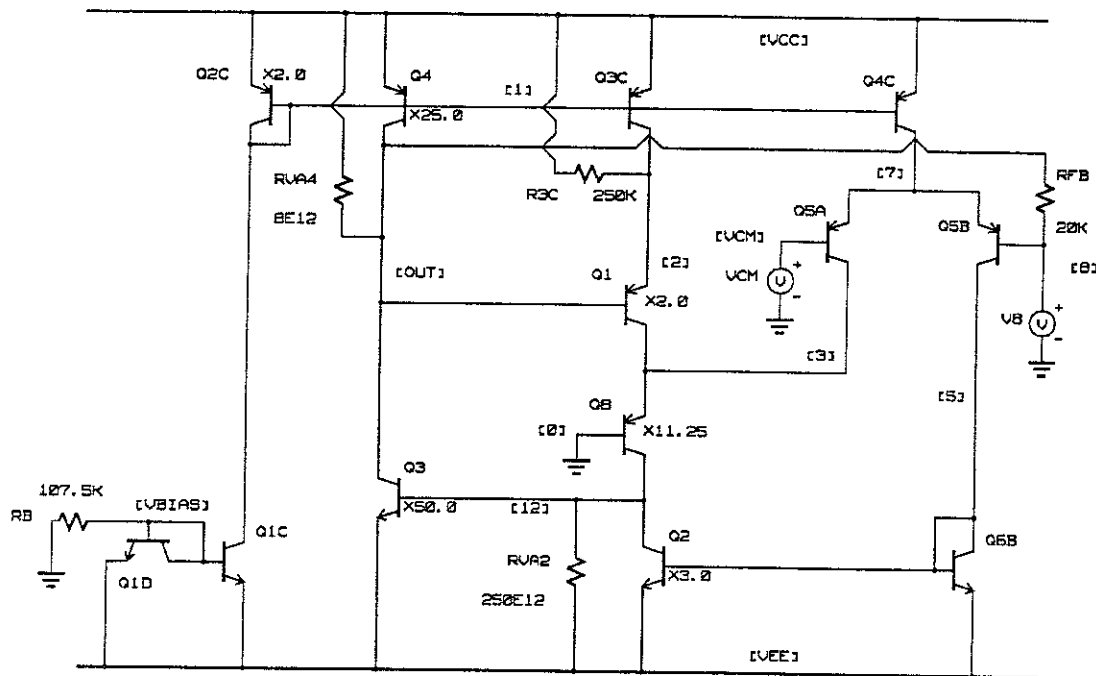 [VCC]
Q2C
X2.0
Q4
X25.0
[1]
Q3C
Q4C
RVA4
8E12
R3C
250K
[7]
RFB
20K
Q5A
Q5B
[VCM]
VCM
V
+
-
[8]
[OUT]
Q1
X2.0
[2]
V8
V
+
-
[3]
Q8
X11.25
[0]
[5]
107.5K
RB
[VBIAS]
Q1C
Q1D
Q3
X50.0
[12]
Q2
X3.0
Q6B
RVA2
250E12
[VEE]